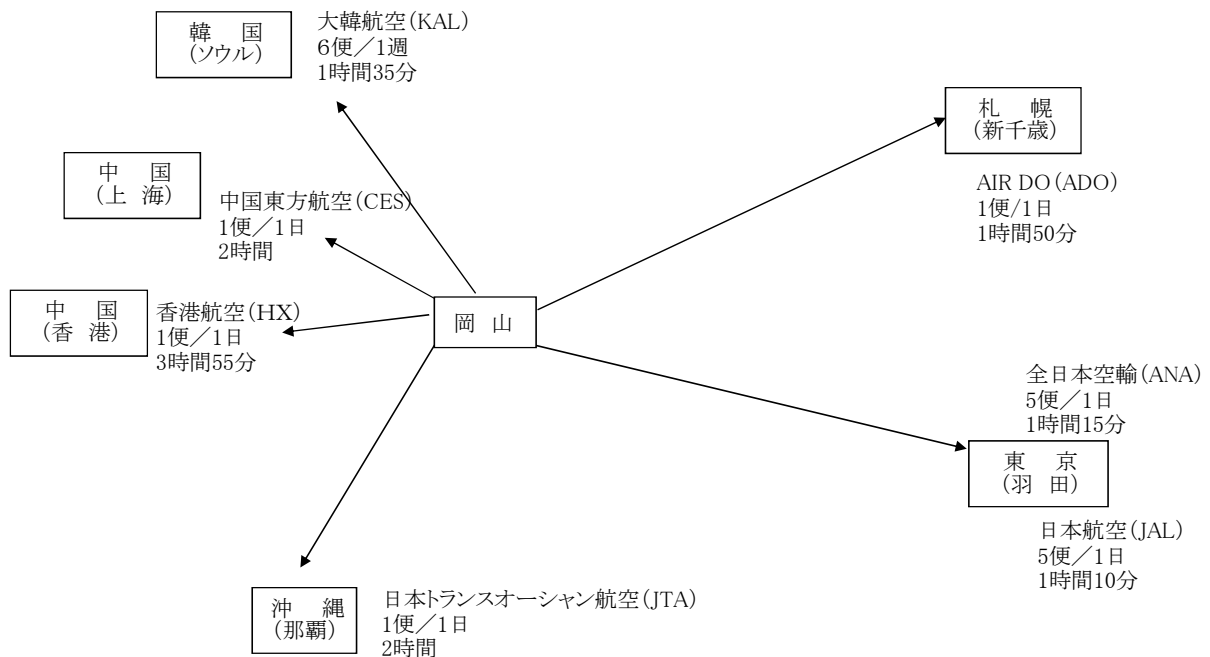 韓　国
(ソウル)
大韓航空(KAL)
6便／1週
1時間35分
札　幌
(新千歳)
AIR DO(ADO)
1便/1日
1時間50分
中　国
(上 海)
中国東方航空(CES)
1便／1日
2時間
中　国
(香 港)
香港航空(HX)
1便／1日
3時間55分
岡　山
全日本空輸(ANA)
5便／1日
1時間15分
東　京
(羽 田)
日本航空(JAL)
5便／1日
1時間10分
沖　縄
(那覇)
日本トランスオーシャン航空(JTA)
1便／1日
2時間